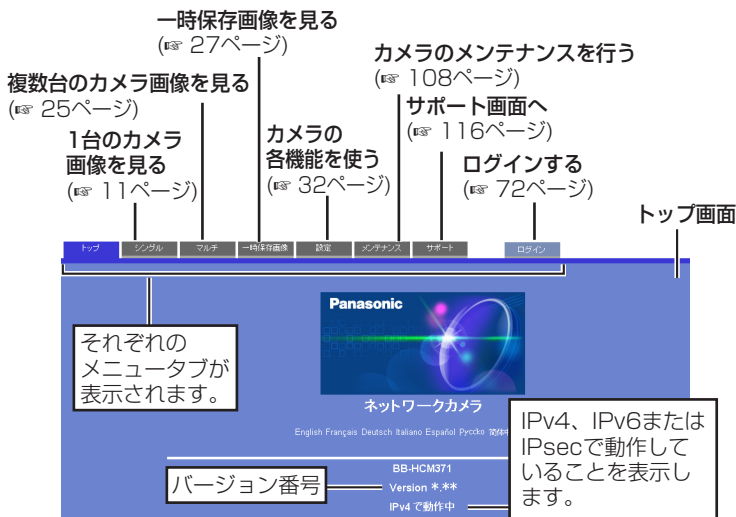 一時保存画像を見る
(☞ 27ページ)
カメラのメンテナンスを行う
(☞ 108ページ)
複数台のカメラ画像を見る
(☞ 25ページ)
サポート画面へ
(☞ 116ページ)
1台のカメラ
画像を見る
(☞ 11ページ)
カメラの
各機能を使う
(☞ 32ページ)
ログインする
(☞ 72ページ)
トップ画面
トップ シングル マルチ 一時保存画像 設定 メンテナンス サポート ログイン
Panasonic
それぞれの
メニュータブが
表示されます。
ネットワークカメラ
English Français Deutsch Italiano Español Русско 简体中
IPv4、IPv6または
IPsecで動作して
いることを表示し
ます。
BB-HCM371
バージョン番号
Version *.**
IPv4 で動作中